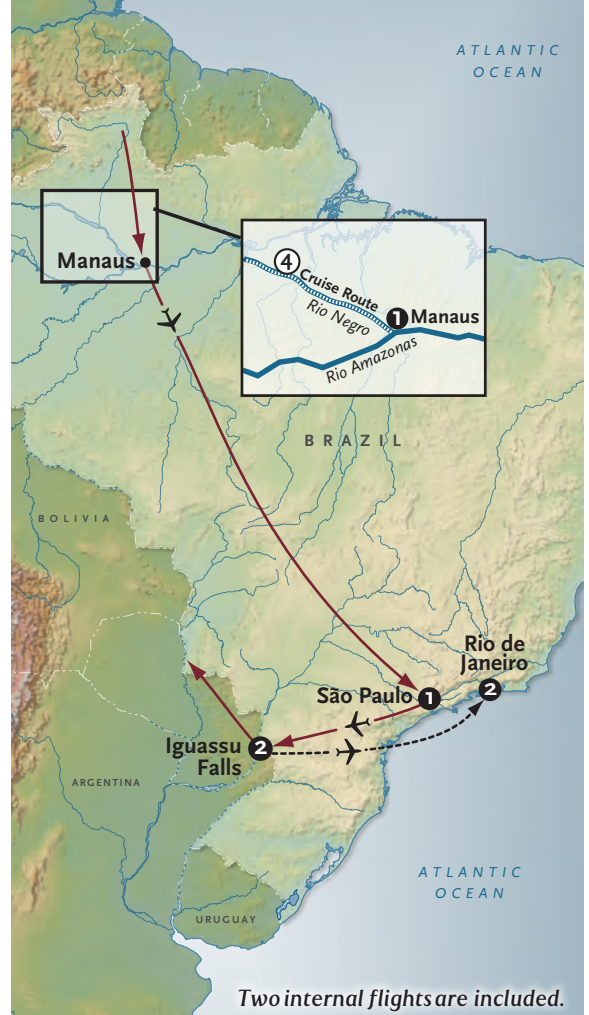 ATLANTIC
OCEAN
Manaus
4
Cruise Route
Rio Negro
1 Manaus
Rio Amazonas
BRAZIL
BOLIVIA
Rio de
Janeiro
2
São Paulo 1
Iguassu
Falls
2
ARGENTINA
ATLANTIC
OCEAN
URUGUAY
Two internal flights are included.